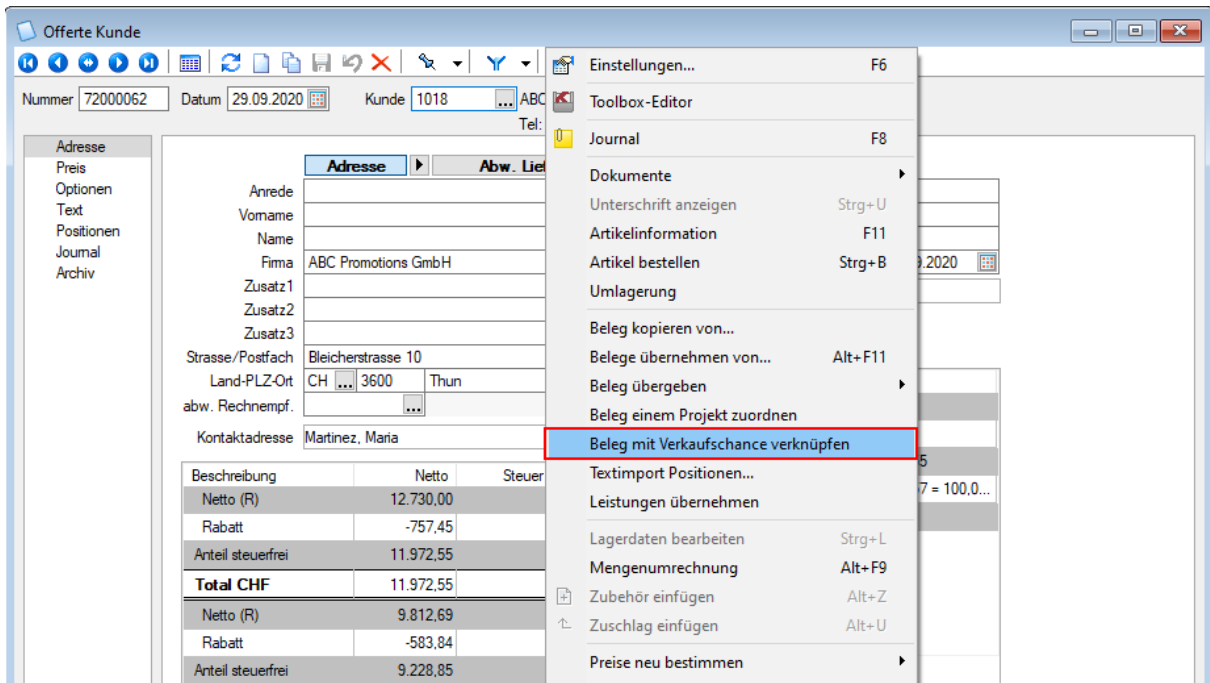 Offerte Kunde
Nummer 72000062 Datum 29.09.2020 Kunde 1018 ... ABC
Tel:
Adresse
Preis
Optionen
Text
Positionen
Journal
Archiv
Adresse Abw. Lief
Anrede
Vorname
Name
Firma ABC Promotions GmbH
Zusatz1
Zusatz2
Zusatz3
Strasse/Postfach Bleicherstrasse 10
Land-PLZ-Ort CH ... 3600 Thun
abw. Rechnempf. ...
Kontaktadresse Martinez, Maria
Beschreibung Netto Steuer
Netto (R) 12.730,00
Rabatt -757,45
Anteil steuerfrei 11.972,55
Total CHF 11.972,55
Netto (R) 9.812,69
Rabatt -583,84
Anteil steuerfrei 9.228,85
Einstellungen... F6
Toolbox-Editor
Journal F8
Dokumente
Unterschrift anzeigen Strg+U
Artikelinformation F11
Artikel bestellen Strg+B
Umlagerung
Beleg kopieren von...
Belege übernehmen von... Alt+F11
Beleg übergeben
Beleg einem Projekt zuordnen
Beleg mit Verkaufschance verknüpfen
Textimport Positionen...
Leistungen übernehmen
Lagerdaten bearbeiten Strg+L
Mengenumrechnung Alt+F9
Zubehör einfügen Alt+Z
Zuschlag einfügen Alt+U
Preise neu bestimmen
.2020
5
7 = 100,0...